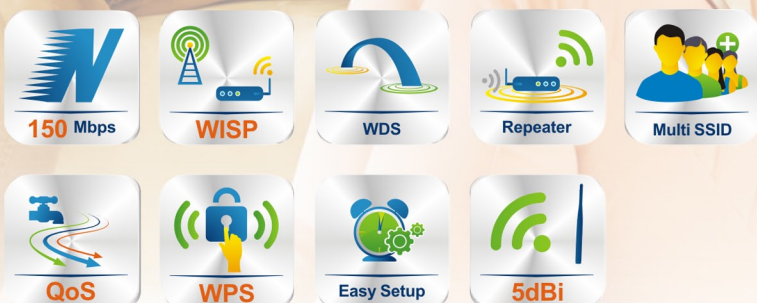 N
150 Mbps
WISP
WDS
Repeater
Multi SSID
QoS
WPS
Easy Setup
5dBi